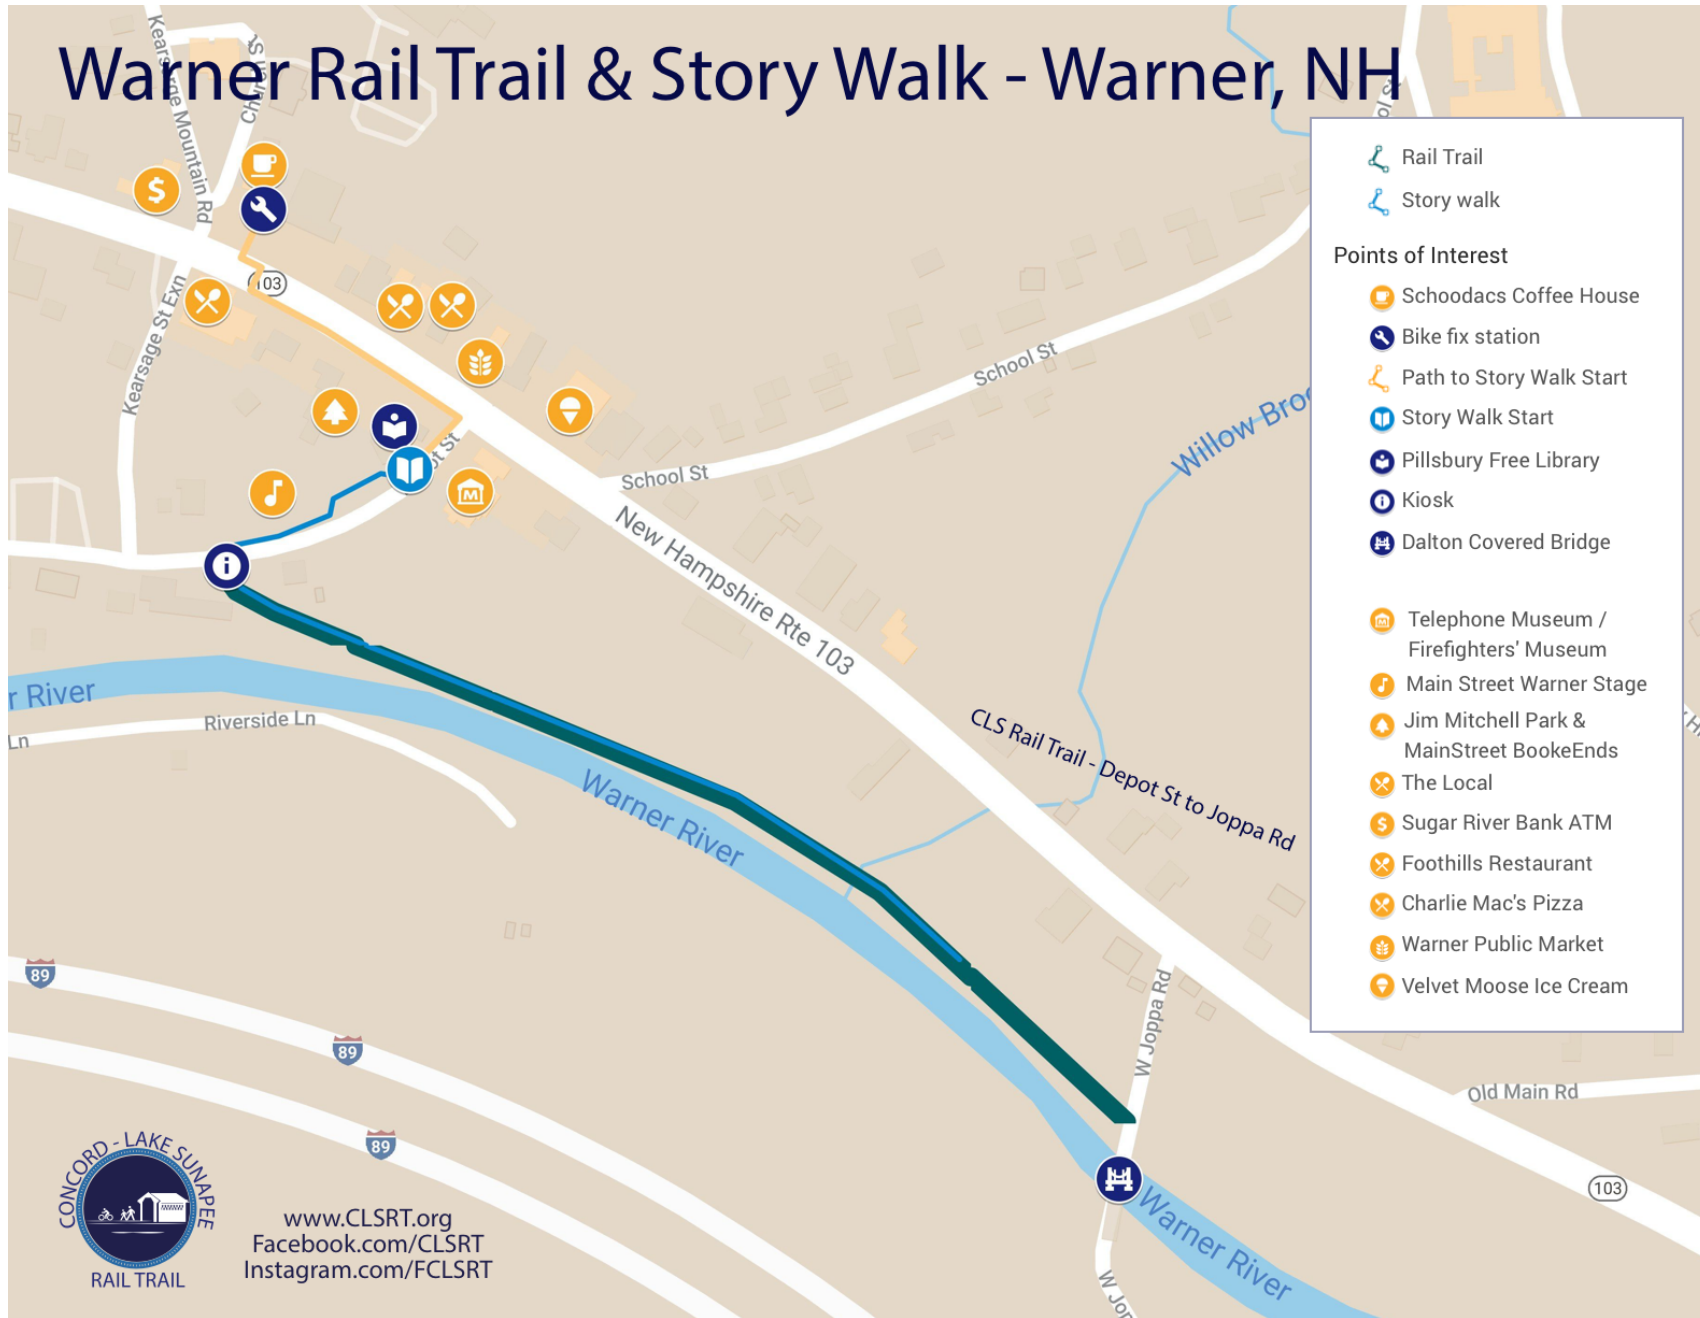 Warner Rail Trail & Story Walk - Warner, NH
Kearsarge Mountain Rd
103
Kearsage St Exn
School St
School St
New Hampshire Rte 103
Riverside Ln
Ln
r River
Warner River
CLS Rail Trail - Depot St to Joppa Rd
W Joppa Rd
Old Main Rd
103
Warner River
89
89
89
Rail Trail
Story walk
Points of Interest
Schoodacs Coffee House
Bike fix station
Path to Story Walk Start
Story Walk Start
Pillsbury Free Library
Kiosk
Dalton Covered Bridge
Telephone Museum /
Firefighters' Museum
Main Street Warner Stage
Jim Mitchell Park &
MainStreet BookeEnds
The Local
Sugar River Bank ATM
Foothills Restaurant
Charlie Mac's Pizza
Warner Public Market
Velvet Moose Ice Cream
CONCORD - LAKE SUNAPEE
RAIL TRAIL
www.CLSRT.org
Facebook.com/CLSRT
Instagram.com/FCLSRT